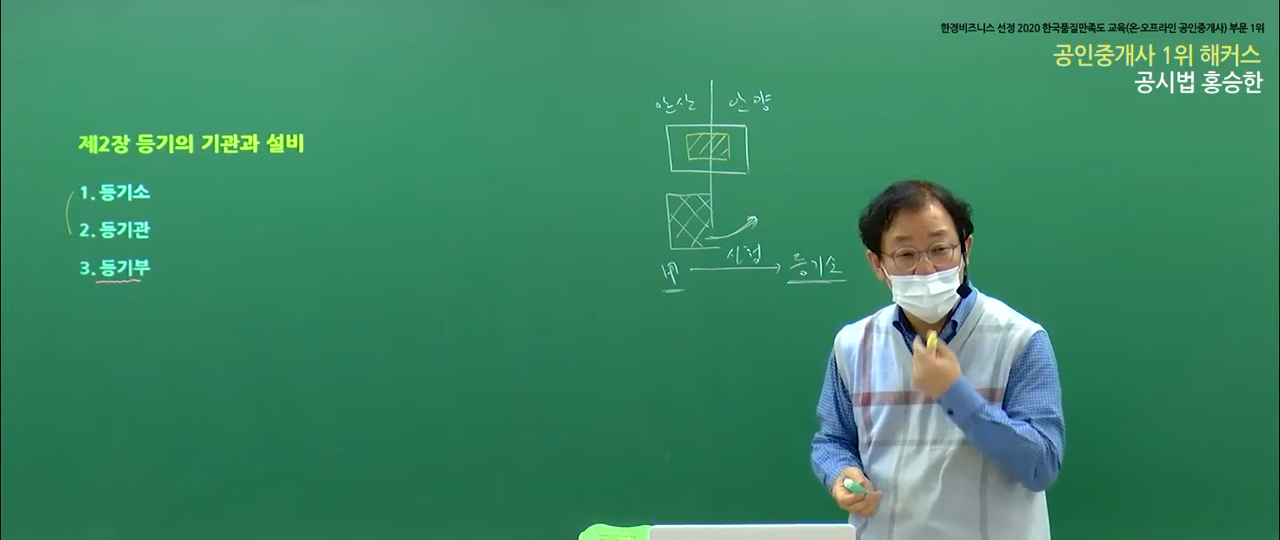 한경비즈니스 선정 2020 한국품질만족도 교육(온·오프라인 공인중개사) 부문 1위
공인중개사 1위 해커스
공시법 홍승한
제2장 등기의 기관과 설비
1. 등기소
2. 등기관
3. 등기부
안산 안양
甲 신청 등기소